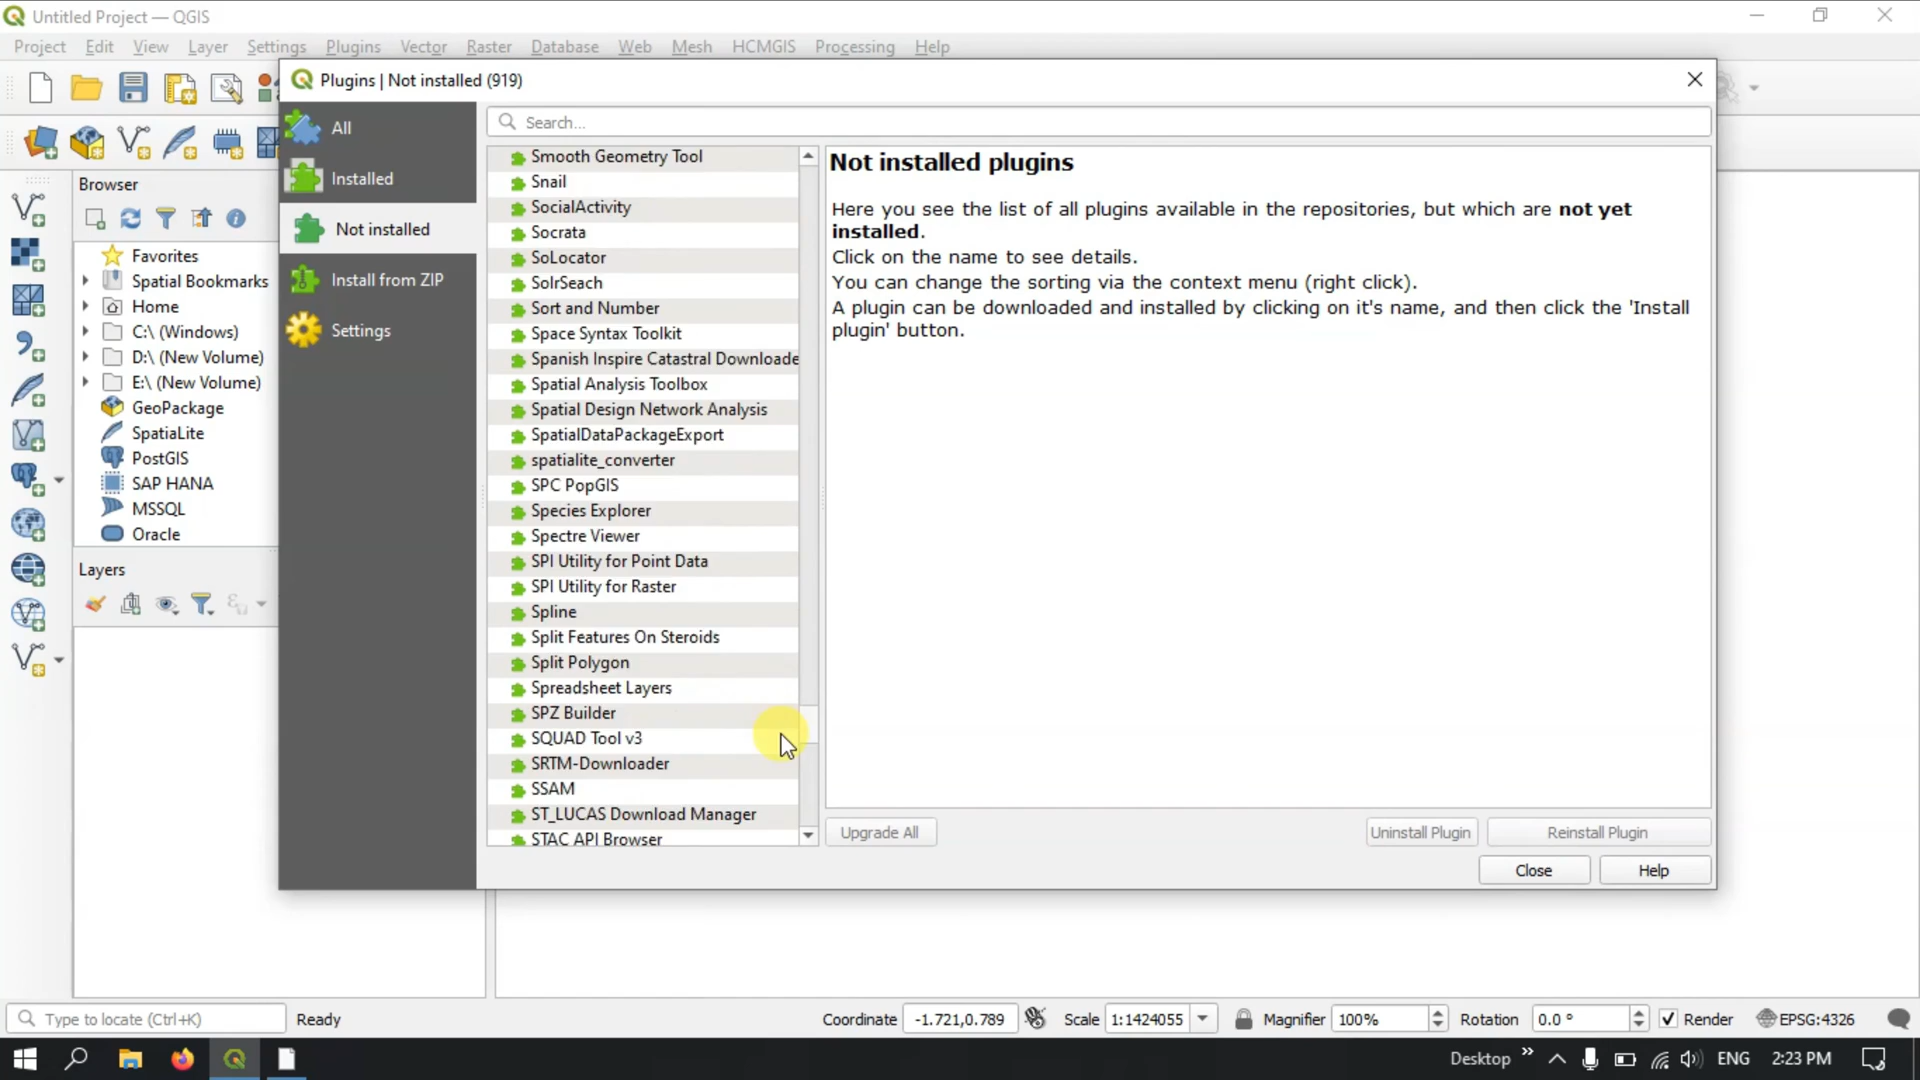 Untitled Project — QGIS
Project Edit View Layer Settings Plugins Vector Raster Database Web Mesh HCMGIS Processing Help
Plugins | Not installed (919)
All
Installed
Not installed
Install from ZIP
Settings
Search...
Browser
Favorites
Spatial Bookmarks
Home
C:\ (Windows)
D:\ (New Volume)
E:\ (New Volume)
GeoPackage
SpatiaLite
PostGIS
SAP HANA
MSSQL
Oracle
Layers
Smooth Geometry Tool
Snail
SocialActivity
Socrata
SoLocator
SolrSeach
Sort and Number
Space Syntax Toolkit
Spanish Inspire Catastral Downloade
Spatial Analysis Toolbox
Spatial Design Network Analysis
SpatialDataPackageExport
spatialite_converter
SPC PopGIS
Species Explorer
Spectre Viewer
SPI Utility for Point Data
SPI Utility for Raster
Spline
Split Features On Steroids
Split Polygon
Spreadsheet Layers
SPZ Builder
SQUAD Tool v3
SRTM-Downloader
SSAM
ST_LUCAS Download Manager
STAC API Browser
Not installed plugins
Here you see the list of all plugins available in the repositories, but which are not yet
installed.
Click on the name to see details.
You can change the sorting via the context menu (right click).
A plugin can be downloaded and installed by clicking on it's name, and then click the 'Install
plugin' button.
Upgrade All
Uninstall Plugin
Reinstall Plugin
Close
Help
Type to locate (Ctrl+K)
Ready
Coordinate -1.721,0.789
Scale 1:1424055
Magnifier 100%
Rotation 0.0 °
Render
EPSG:4326
Desktop
ENG
2:23 PM